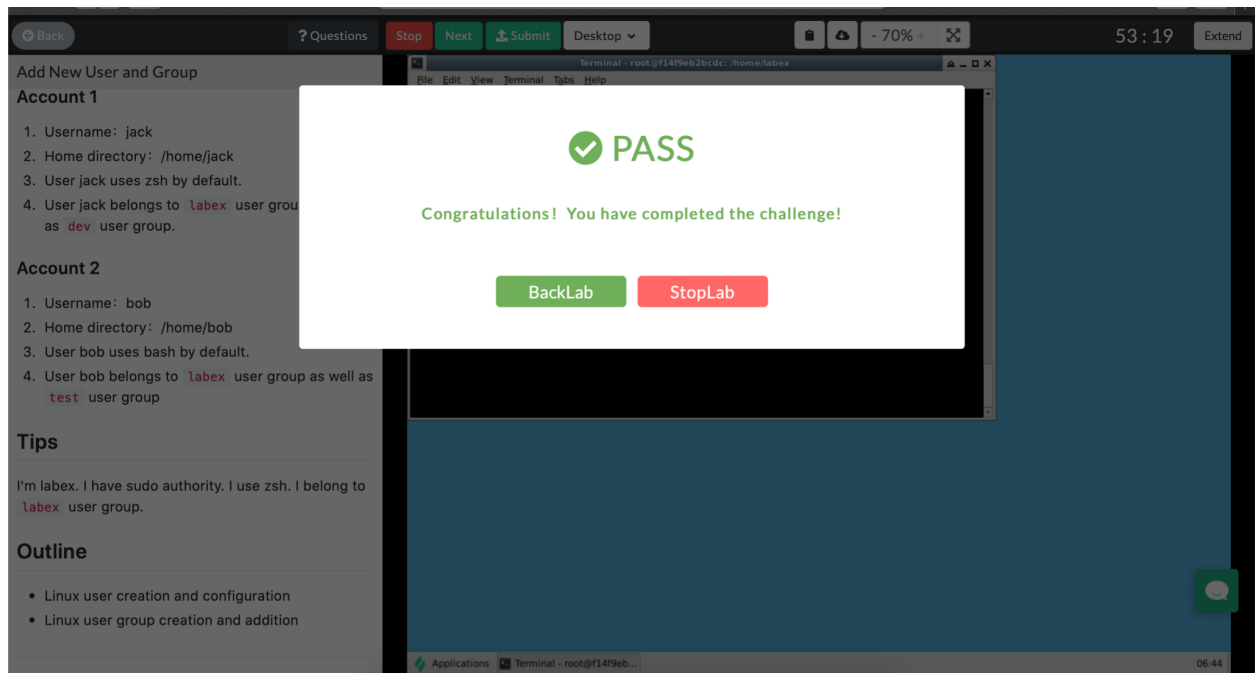 Back
? Questions
Stop
Next
Submit
Desktop
- 70% +
53 : 19
Extend
Add New User and Group
Account 1
1. Username：jack
2. Home directory：/home/jack
3. User jack uses zsh by default.
4. User jack belongs to labex user grou
as dev user group.
Account 2
1. Username：bob
2. Home directory：/home/bob
3. User bob uses bash by default.
4. User bob belongs to labex user group as well as
test user group
Tips
I'm labex. I have sudo authority. I use zsh. I belong to
labex user group.
Outline
• Linux user creation and configuration
• Linux user group creation and addition
Terminal - root@f14f9eb2bcdc: /home/labex
File Edit View Terminal Tabs Help
PASS
Congratulations！You have completed the challenge!
BackLab
StopLab
Applications
Terminal - root@f14f9eb...
06:44